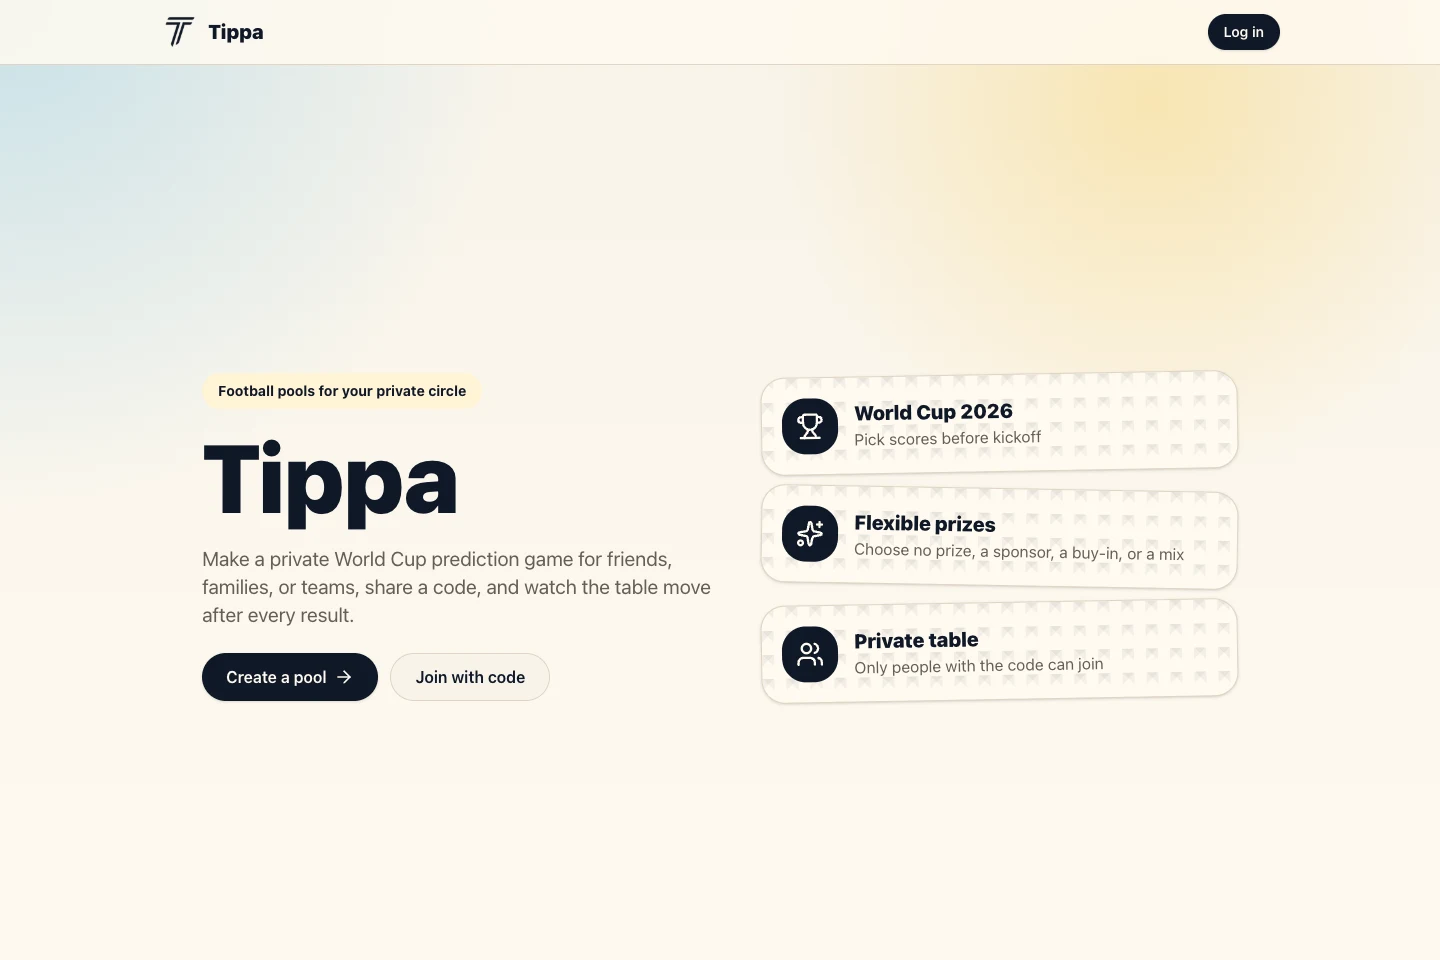 Tippa
Log in
Football pools for your private circle
Tippa
Make a private World Cup prediction game for friends,
families, or teams, share a code, and watch the table move
after every result.
Create a pool
Join with code
World Cup 2026
Pick scores before kickoff
Flexible prizes
Choose no prize, a sponsor, a buy-in, or a mix
Private table
Only people with the code can join